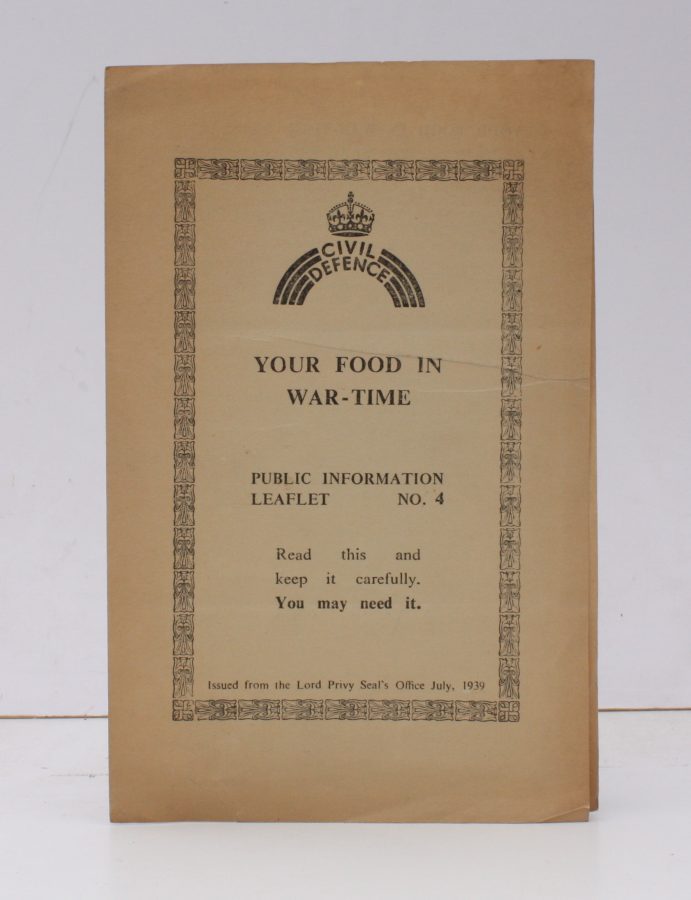 CIVIL
DEFENCE
YOUR FOOD IN
WAR-TIME
PUBLIC INFORMATION
LEAFLET NO. 4
Read this and
keep it carefully.
You may need it.
Issued from the Lord Privy Seal's Office July, 1939